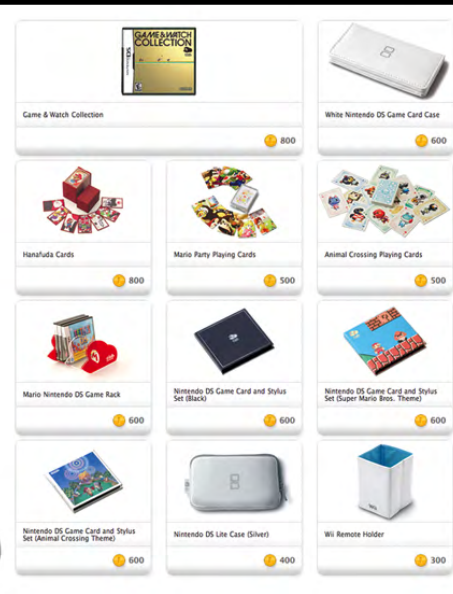 GAME & WATCH
COLLECTION
Game & Watch Collection
800
White Nintendo DS Game Card Case
600
Hanafuda Cards
800
Mario Party Playing Cards
500
Animal Crossing Playing Cards
500
Mario Nintendo DS Game Rack
600
Nintendo DS Game Card and Stylus
Set (Black)
600
Nintendo DS Game Card and Stylus
Set (Super Mario Bros. Theme)
600
Nintendo DS Game Card and Stylus
Set (Animal Crossing Theme)
600
Nintendo DS Lite Case (Silver)
400
Wii
Wii Remote Holder
300